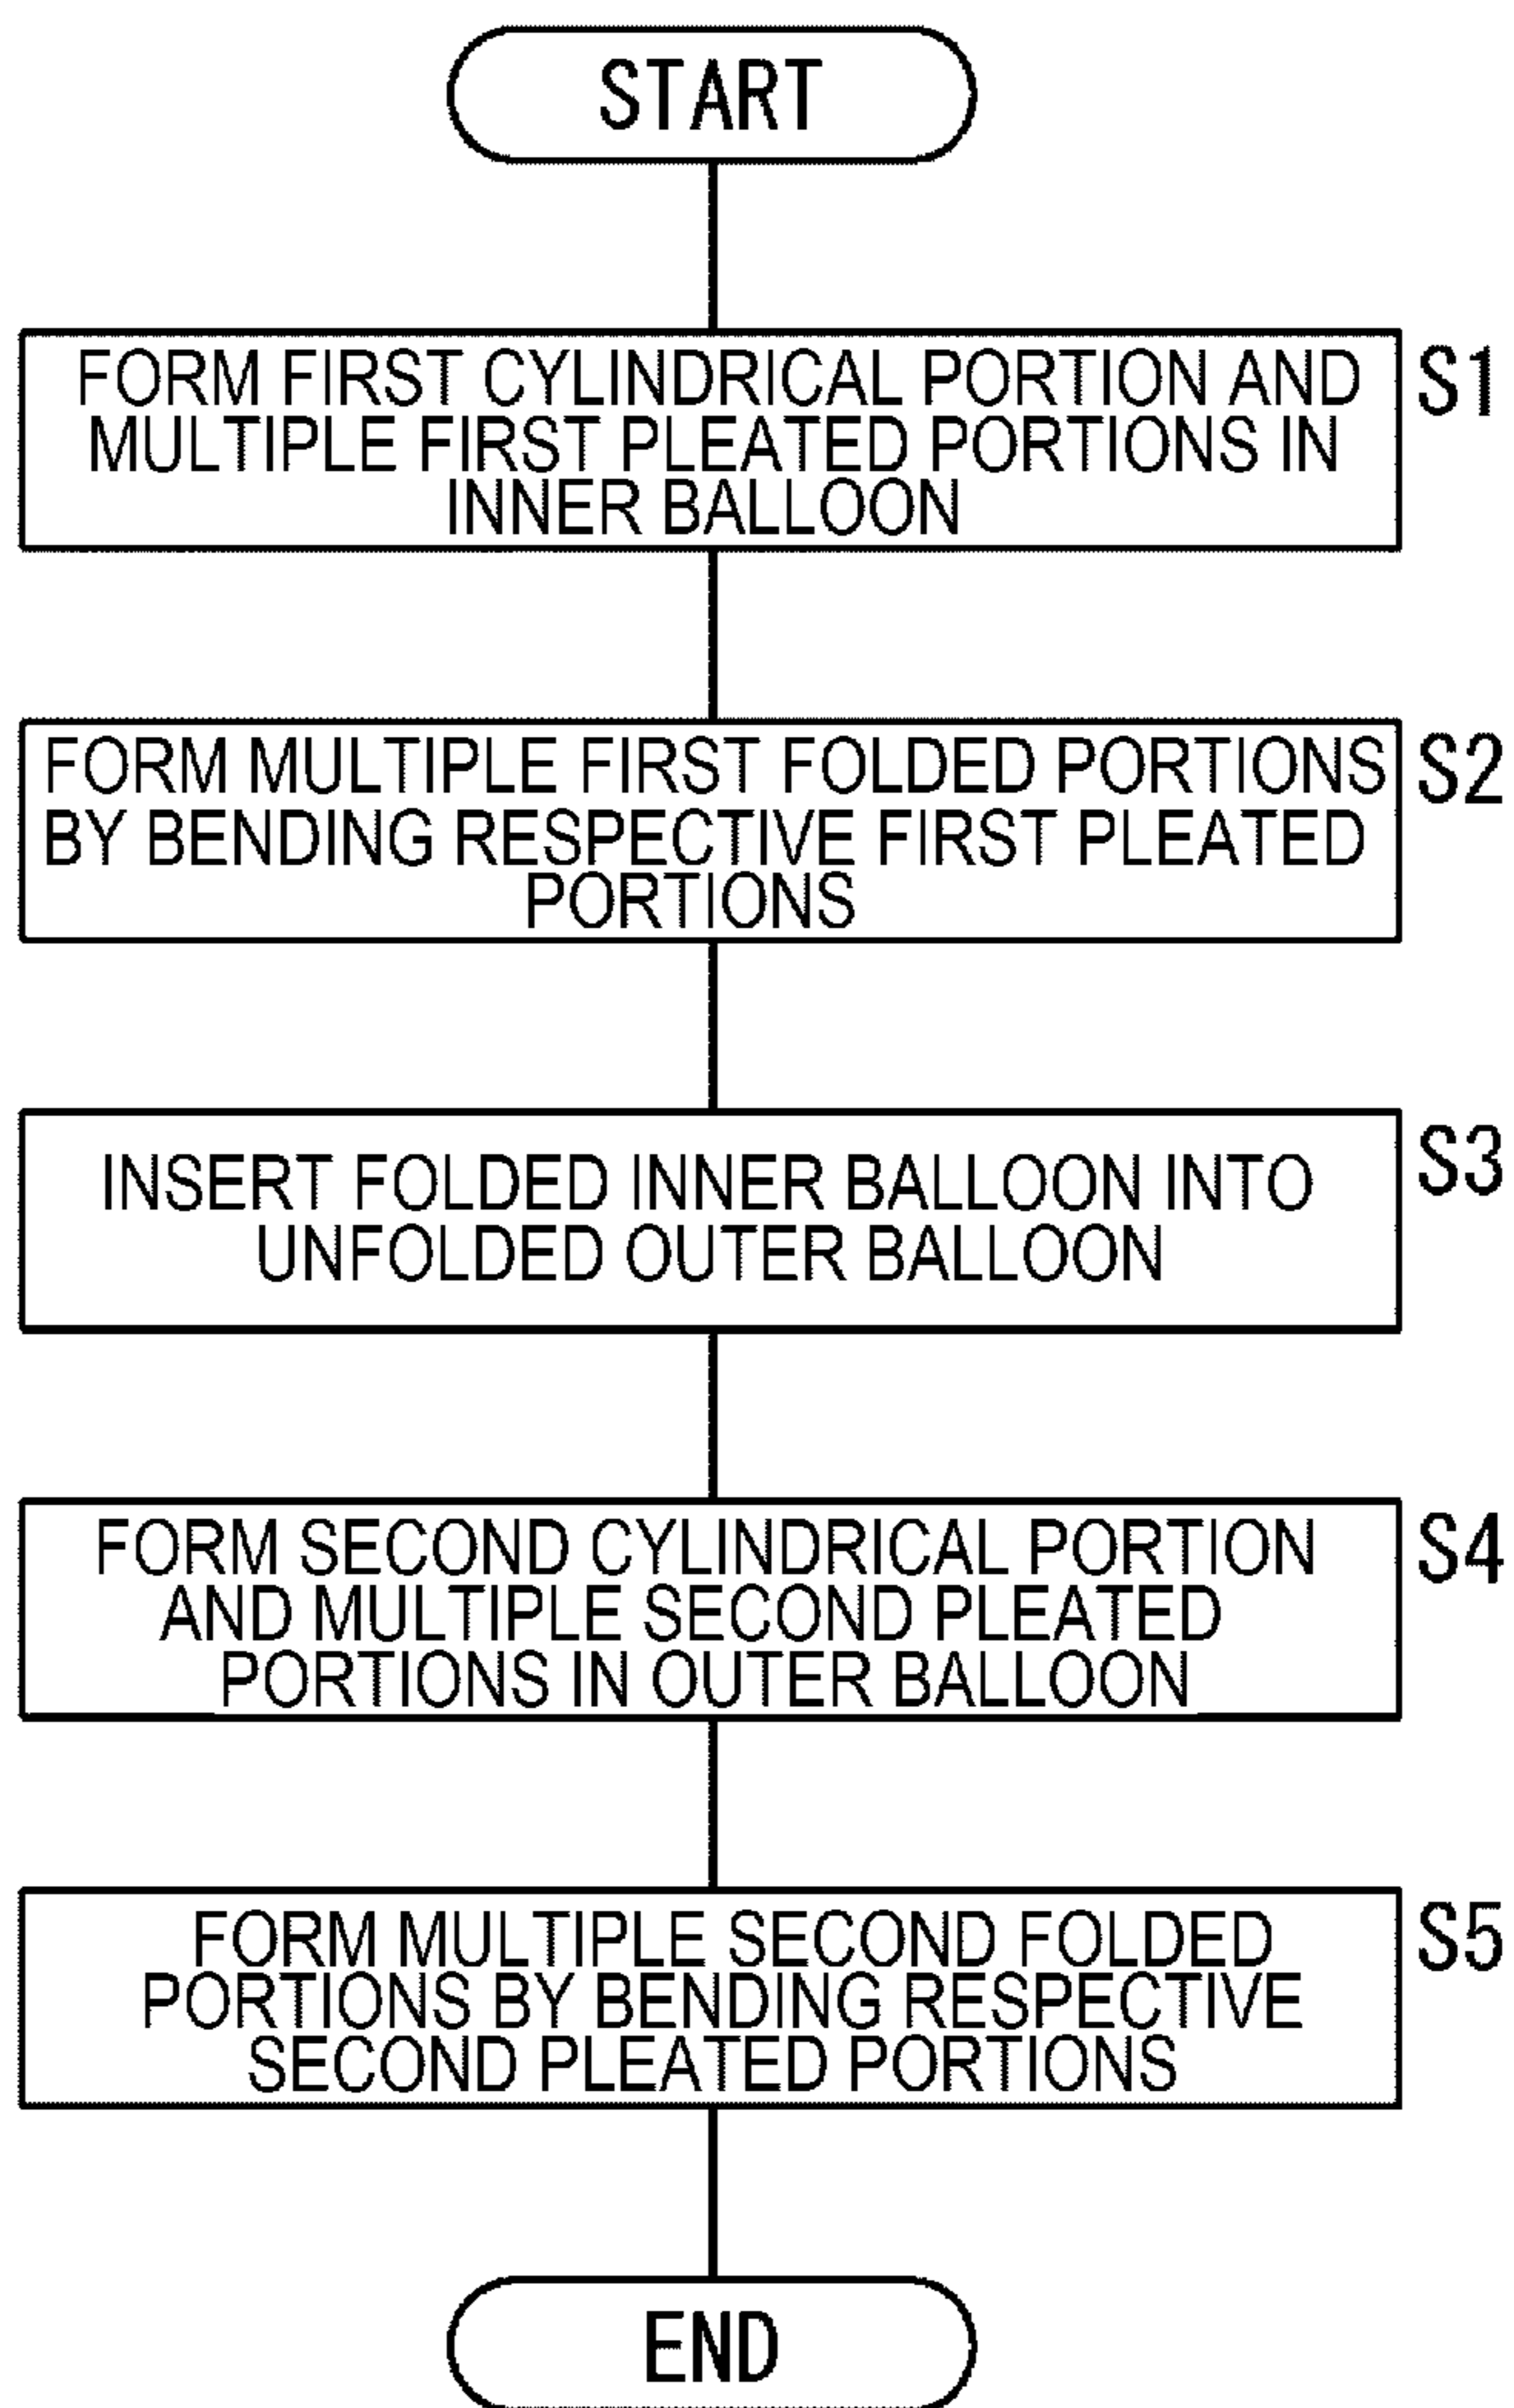 START
FORM FIRST CYLINDRICAL PORTION AND
MULTIPLE FIRST PLEATED PORTIONS IN
INNER BALLOON
S1
FORM MULTIPLE FIRST FOLDED PORTIONS
BY BENDING RESPECTIVE FIRST PLEATED
PORTIONS
S2
INSERT FOLDED INNER BALLOON INTO
UNFOLDED OUTER BALLOON
S3
FORM SECOND CYLINDRICAL PORTION
AND MULTIPLE SECOND PLEATED
PORTIONS IN OUTER BALLOON
S4
FORM MULTIPLE SECOND FOLDED
PORTIONS BY BENDING RESPECTIVE
SECOND PLEATED PORTIONS
S5
END